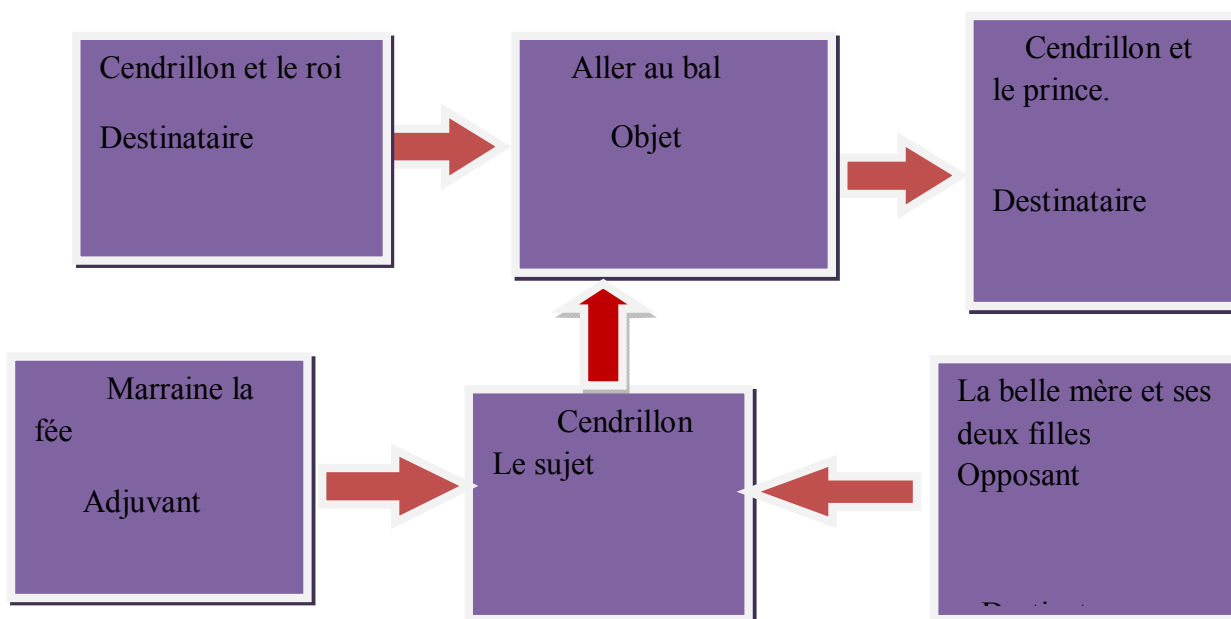 Cendrillon et le roi
Destinataire
Aller au bal
Objet
Cendrillon et
le prince.
Destinataire
Marraine la
fée
Adjuvant
Cendrillon
Le sujet
La belle mère et ses
deux filles
Opposant